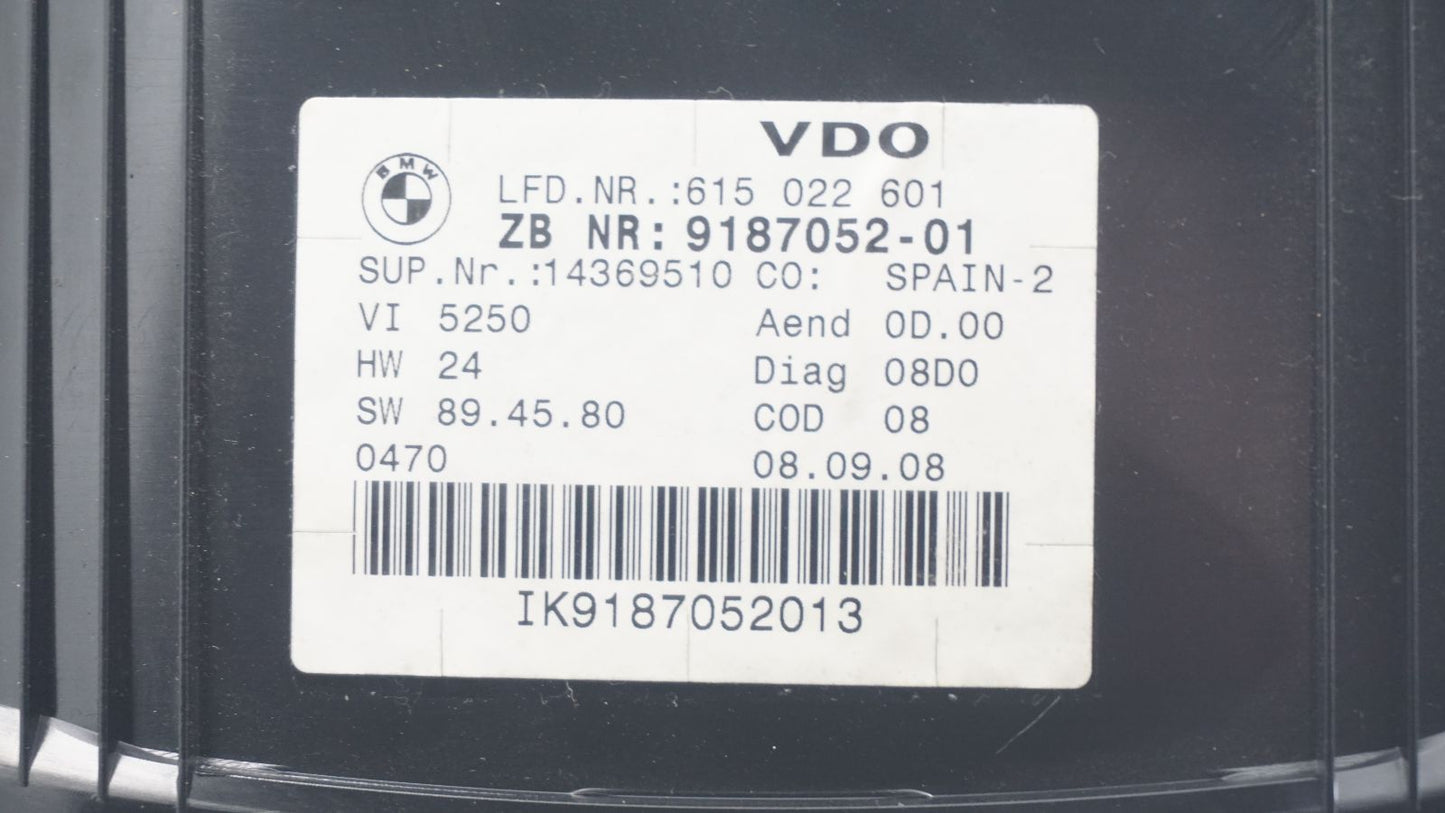 VDO
BMW
LFD.NR.:615 022 601
ZB NR: 9187052-01
SUP.Nr.:14369510 CO: SPAIN-2
VI 5250 Aend 0D.00
HW 24 Diag 08D0
SW 89.45.80 COD 08
0470 08.09.08
IK9187052013